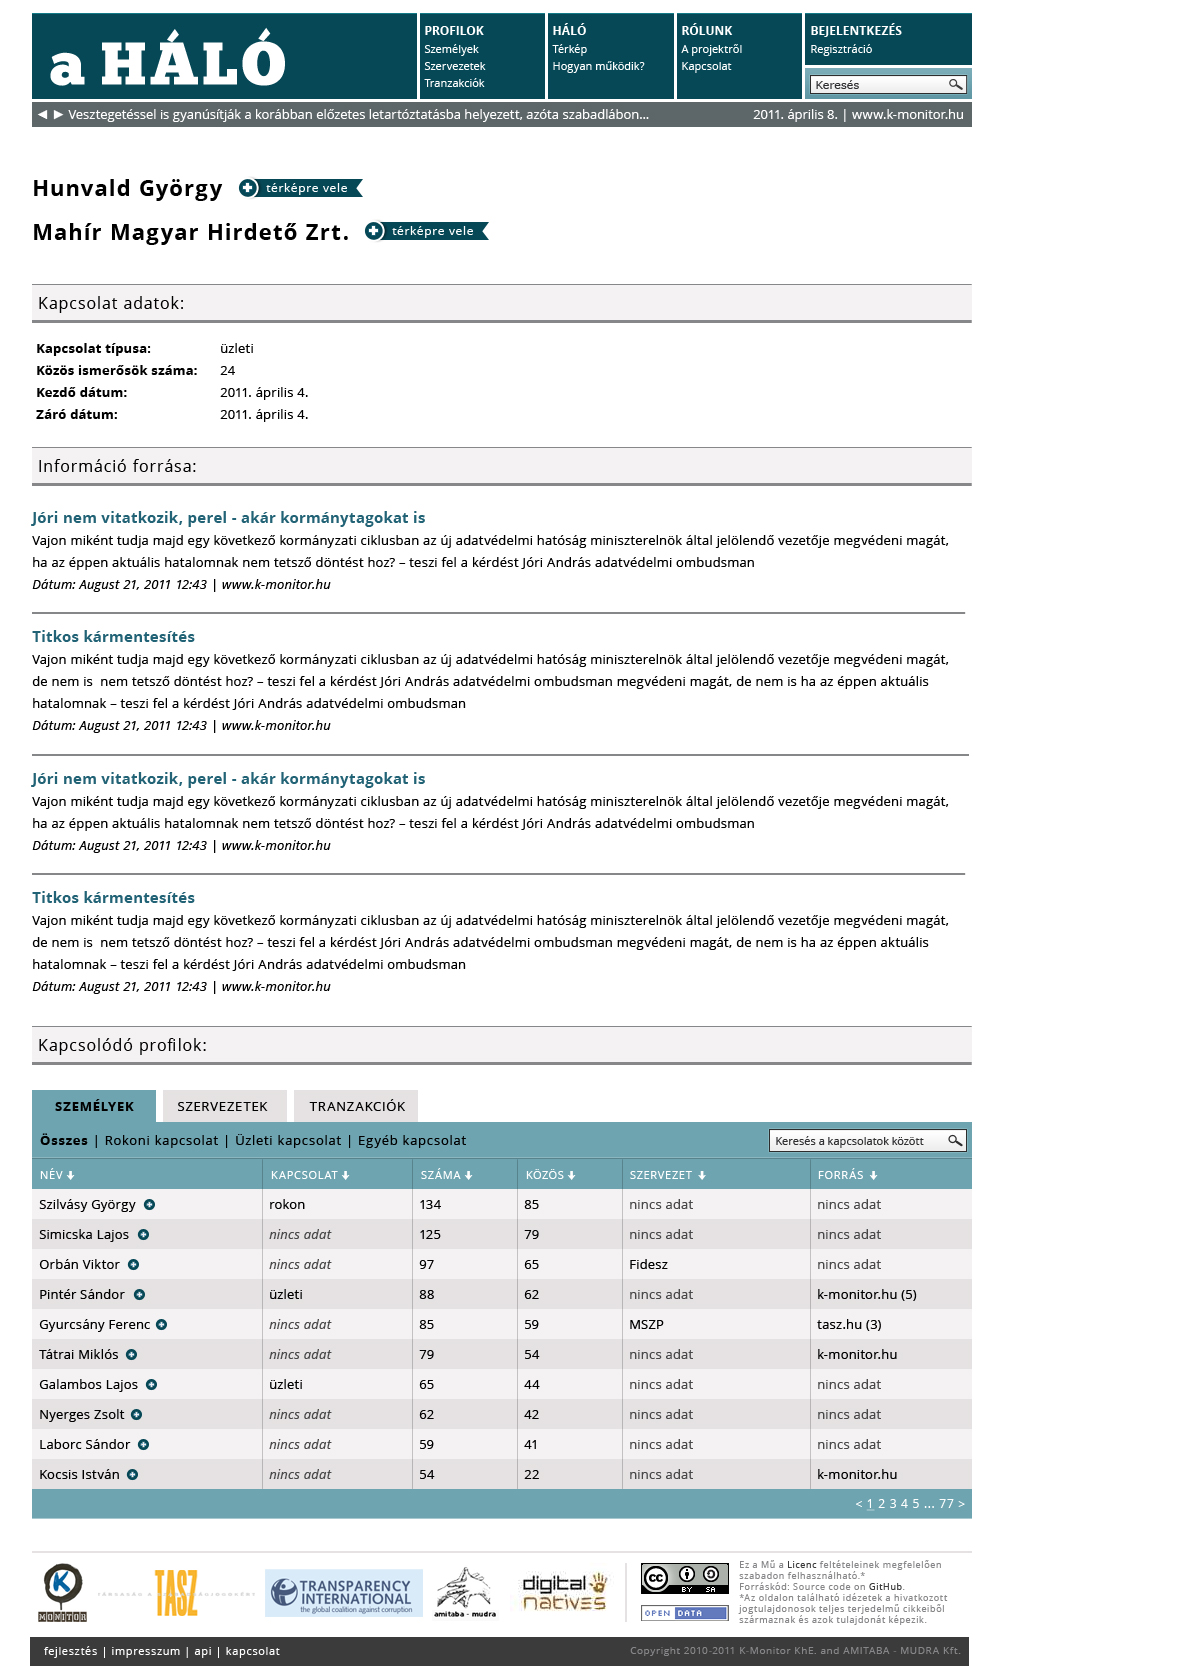 a HÁLÓ
PROFILOK
Személyek
Szervezetek
Tranzakciók
HÁLÓ
Térkép
Hogyan működik?
RÓLUNK
A projektről
Kapcsolat
BEJELENTKEZÉS
Regisztráció
Keresés
Vesztegetéssel is gyanúsítják a korábban előzetes letartóztatásba helyezett, azóta szabadlábon... 2011. április 8. | www.k-monitor.hu
Hunvald György térképre vele
Mahír Magyar Hirdető Zrt. térképre vele
Kapcsolat adatok:
Kapcsolat típusa: üzleti
Közös ismerősök száma: 24
Kezdő dátum: 2011. április 4.
Záró dátum: 2011. április 4.
Információ forrása:
Jóri nem vitatkozik, perel - akár kormánytagokat is
Vajon miként tudja majd egy következő kormányzati ciklusban az új adatvédelmi hatóság miniszterelnök által jelölendő vezetője megvédeni magát,
ha az éppen aktuális hatalomnak nem tetsző döntést hoz? – teszi fel a kérdést Jóri András adatvédelmi ombudsman
Dátum: August 21, 2011 12:43 | www.k-monitor.hu
Titkos kármentesítés
Vajon miként tudja majd egy következő kormányzati ciklusban az új adatvédelmi hatóság miniszterelnök által jelölendő vezetője megvédeni magát,
de nem is  nem tetsző döntést hoz? – teszi fel a kérdést Jóri András adatvédelmi ombudsman megvédeni magát, de nem is ha az éppen aktuális
hatalomnak – teszi fel a kérdést Jóri András adatvédelmi ombudsman
Dátum: August 21, 2011 12:43 | www.k-monitor.hu
Jóri nem vitatkozik, perel - akár kormánytagokat is
Vajon miként tudja majd egy következő kormányzati ciklusban az új adatvédelmi hatóság miniszterelnök által jelölendő vezetője megvédeni magát,
ha az éppen aktuális hatalomnak nem tetsző döntést hoz? – teszi fel a kérdést Jóri András adatvédelmi ombudsman
Dátum: August 21, 2011 12:43 | www.k-monitor.hu
Titkos kármentesítés
Vajon miként tudja majd egy következő kormányzati ciklusban az új adatvédelmi hatóság miniszterelnök által jelölendő vezetője megvédeni magát,
de nem is  nem tetsző döntést hoz? – teszi fel a kérdést Jóri András adatvédelmi ombudsman megvédeni magát, de nem is ha az éppen aktuális
hatalomnak – teszi fel a kérdést Jóri András adatvédelmi ombudsman
Dátum: August 21, 2011 12:43 | www.k-monitor.hu
Kapcsolódó profilok:
SZEMÉLYEK SZERVEZETEK TRANZAKCIÓK
Összes | Rokoni kapcsolat | Üzleti kapcsolat | Egyéb kapcsolat Keresés a kapcsolatok között
NÉV KAPCSOLAT SZÁMA KÖZÖS SZERVEZET FORRÁS
Szilvásy György rokon 134 85 nincs adat nincs adat
Simicska Lajos nincs adat 125 79 nincs adat nincs adat
Orbán Viktor nincs adat 97 65 Fidesz nincs adat
Pintér Sándor üzleti 88 62 nincs adat k-monitor.hu (5)
Gyurcsány Ferenc nincs adat 85 59 MSZP tasz.hu (3)
Tátrai Miklós nincs adat 79 54 nincs adat k-monitor.hu
Galambos Lajos üzleti 65 44 nincs adat nincs adat
Nyerges Zsolt nincs adat 62 42 nincs adat nincs adat
Laborc Sándor nincs adat 59 41 nincs adat nincs adat
Kocsis István nincs adat 54 22 nincs adat k-monitor.hu
< 1 2 3 4 5 ... 77 >
K
MONITOR
TASZ
TRANSPARENCY
INTERNATIONAL
the global coalition against corruption
amitaba - mudra
digital
natives
cc BY SA
OPEN DATA
Ez a Mű a Licenc feltételeinek megfelelően
szabadon felhasználható.*
Forráskód: Source code on GitHub.
*Az oldalon található idézetek a hivatkozott
jogtulajdonosok teljes terjedelmű cikkeiből
származnak és azok tulajdonát képezik.
fejlesztés | impresszum | api | kapcsolat Copyright 2010-2011 K-Monitor KhE. and AMITABA - MUDRA Kft.